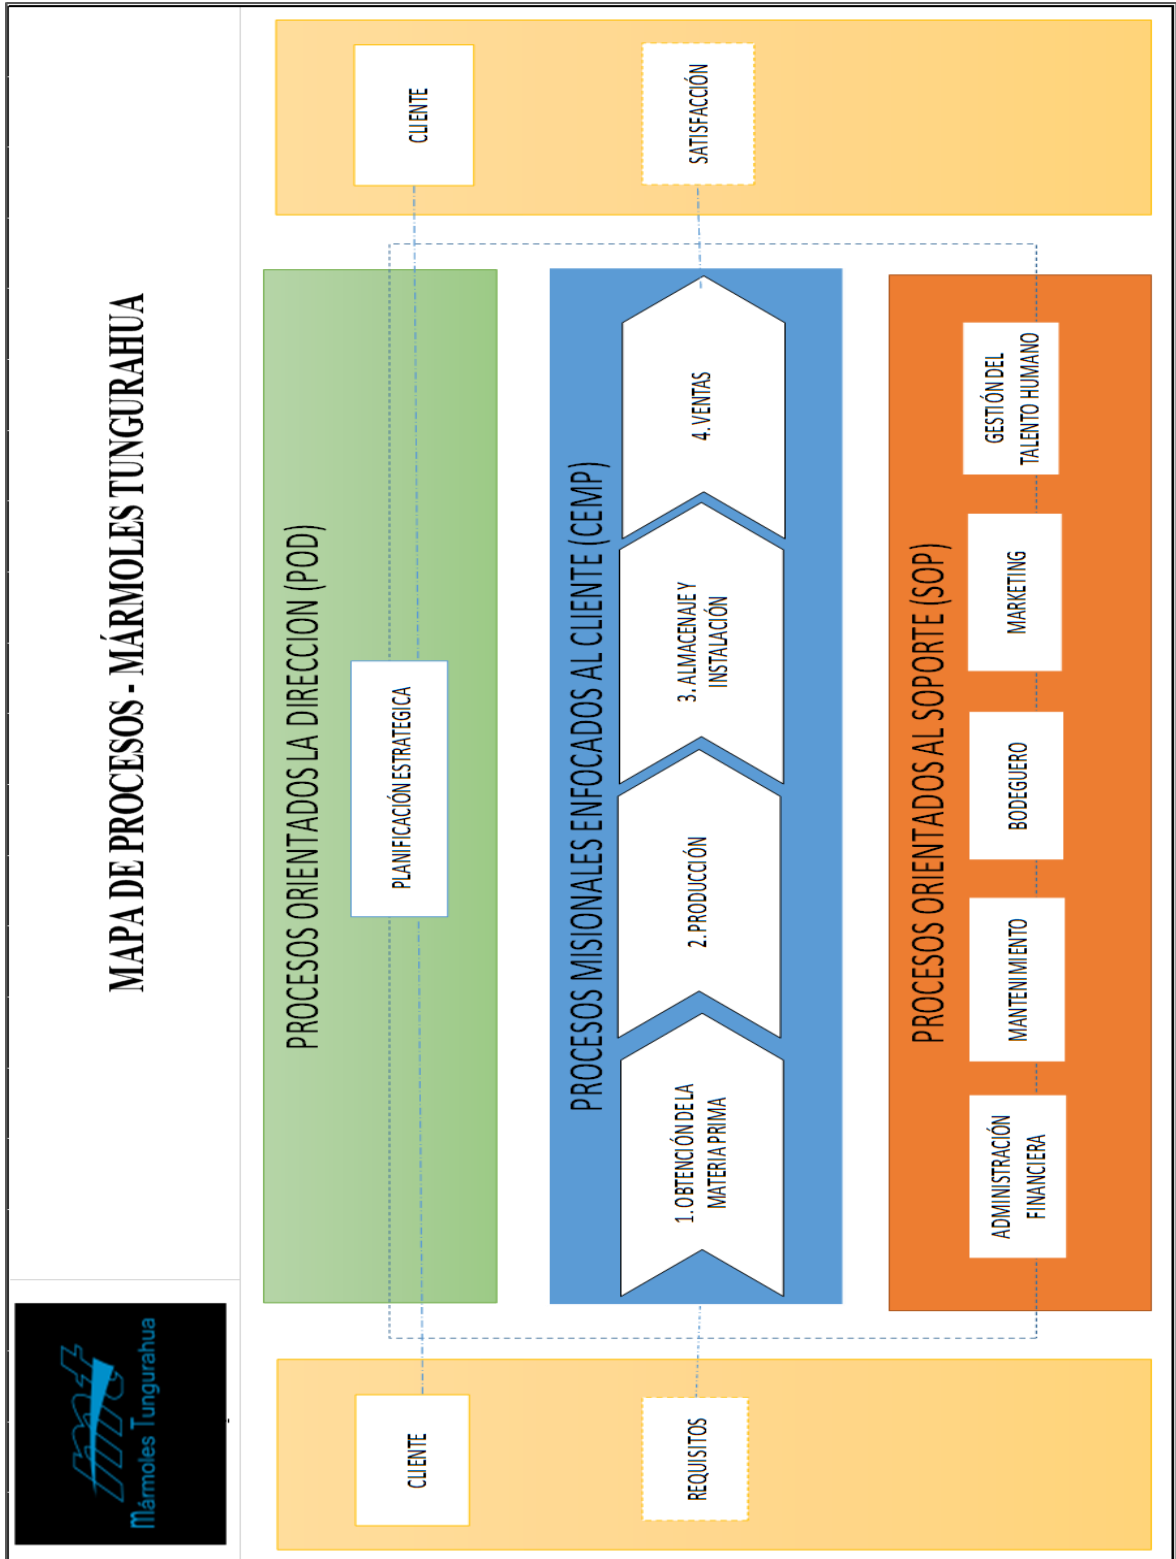 Mármoles Tungurahua
MAPA DE PROCESOS - MÁRMOLES TUNGURAHUA
CLIENTE
REQUISITOS
PROCESOS ORIENTADOS LA DIRECCION (POD)
PLANIFICACIÓN ESTRATEGICA
PROCESOS MISIONALES ENFOCADOS AL CLIENTE (CEMP)
1. OBTENCIÓN DE LA
MATERIA PRIMA
2. PRODUCCIÓN
3. ALMACENAJE Y
INSTALACIÓN
4. VENTAS
PROCESOS ORIENTADOS AL SOPORTE (SOP)
ADMINISTRACIÓN
FINANCIERA
MANTENIMIENTO
BODEGUERO
MARKETING
GESTIÓN DEL
TALENTO HUMANO
CLIENTE
SATISFACCIÓN